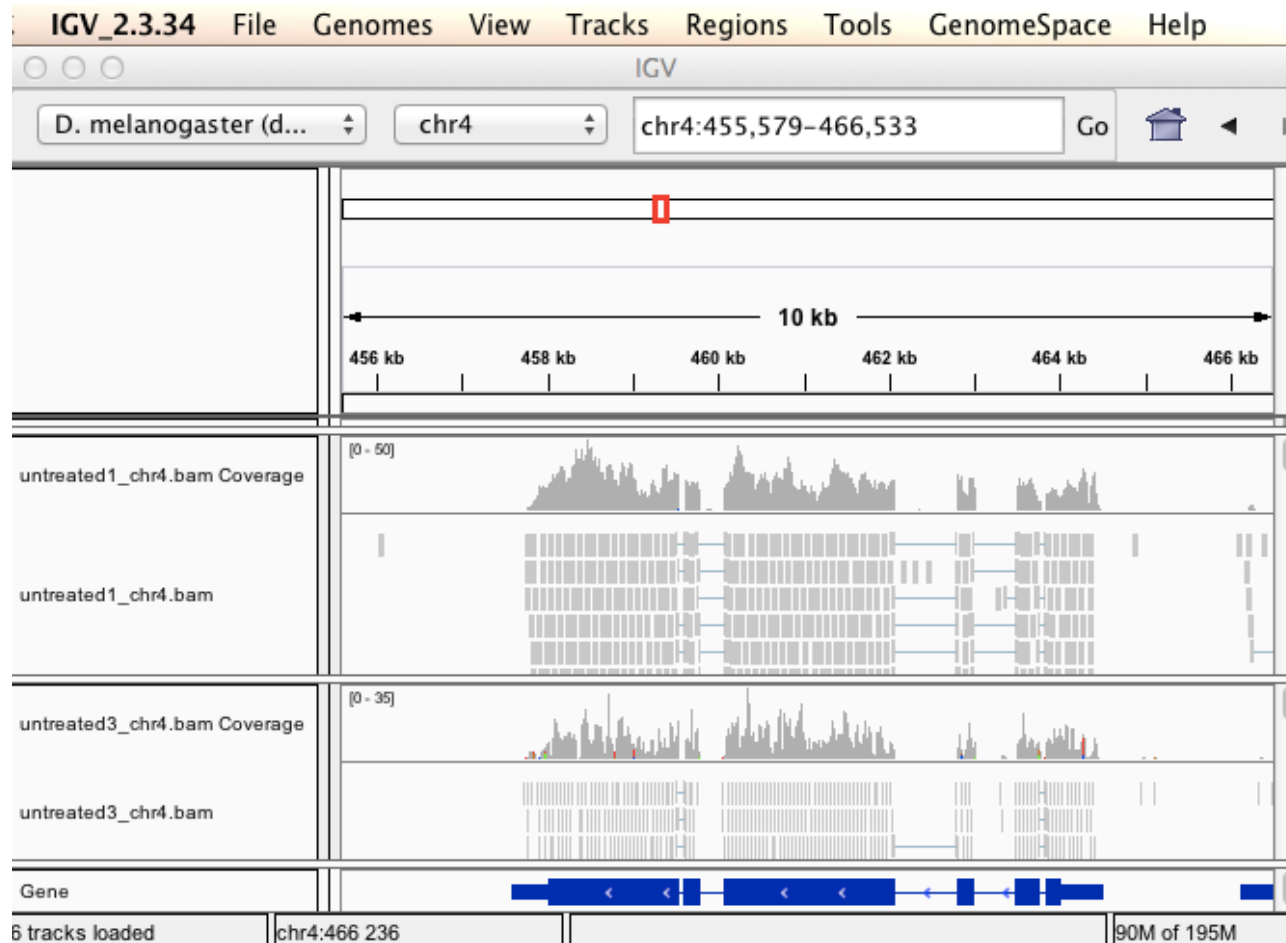 IGV_2.3.34 File Genomes View Tracks Regions Tools GenomeSpace Help
IGV
D. melanogaster (d... chr4 chr4:455,579-466,533 Go
10 kb
456 kb 458 kb 460 kb 462 kb 464 kb 466 kb
[0 - 50]
untreated1_chr4.bam Coverage
untreated1_chr4.bam
[0 - 35]
untreated3_chr4.bam Coverage
untreated3_chr4.bam
Gene
6 tracks loaded chr4:466 236 90M of 195M